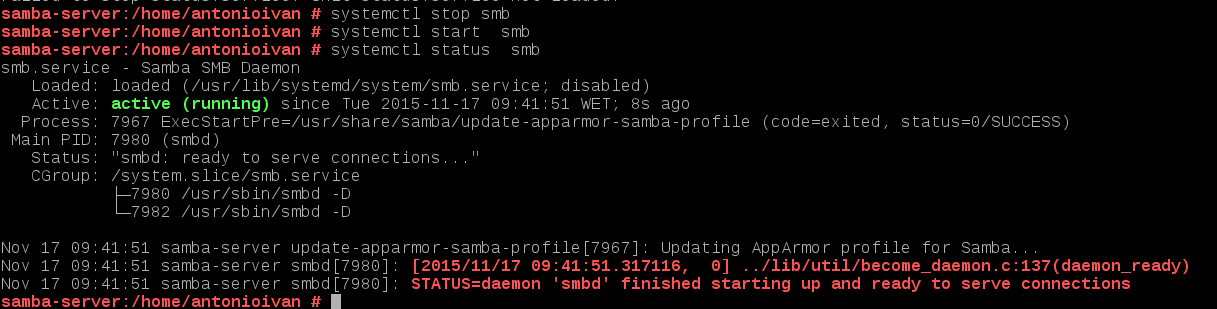 samba-server:/home/antonioivan # systemctl stop smb
samba-server:/home/antonioivan # systemctl start  smb
samba-server:/home/antonioivan # systemctl status  smb
smb.service - Samba SMB Daemon
   Loaded: loaded (/usr/lib/systemd/system/smb.service; disabled)
   Active: active (running) since Tue 2015-11-17 09:41:51 WET; 8s ago
  Process: 7967 ExecStartPre=/usr/share/samba/update-apparmor-samba-profile (code=exited, status=0/SUCCESS)
 Main PID: 7980 (smbd)
   Status: "smbd: ready to serve connections..."
   CGroup: /system.slice/smb.service
           ├─7980 /usr/sbin/smbd -D
           └─7982 /usr/sbin/smbd -D
Nov 17 09:41:51 samba-server update-apparmor-samba-profile[7967]: Updating AppArmor profile for Samba...
Nov 17 09:41:51 samba-server smbd[7980]: [2015/11/17 09:41:51.317116,  0] ../lib/util/become_daemon.c:137(daemon_ready)
Nov 17 09:41:51 samba-server smbd[7980]: STATUS=daemon 'smbd' finished starting up and ready to serve connections
samba-server:/home/antonioivan #